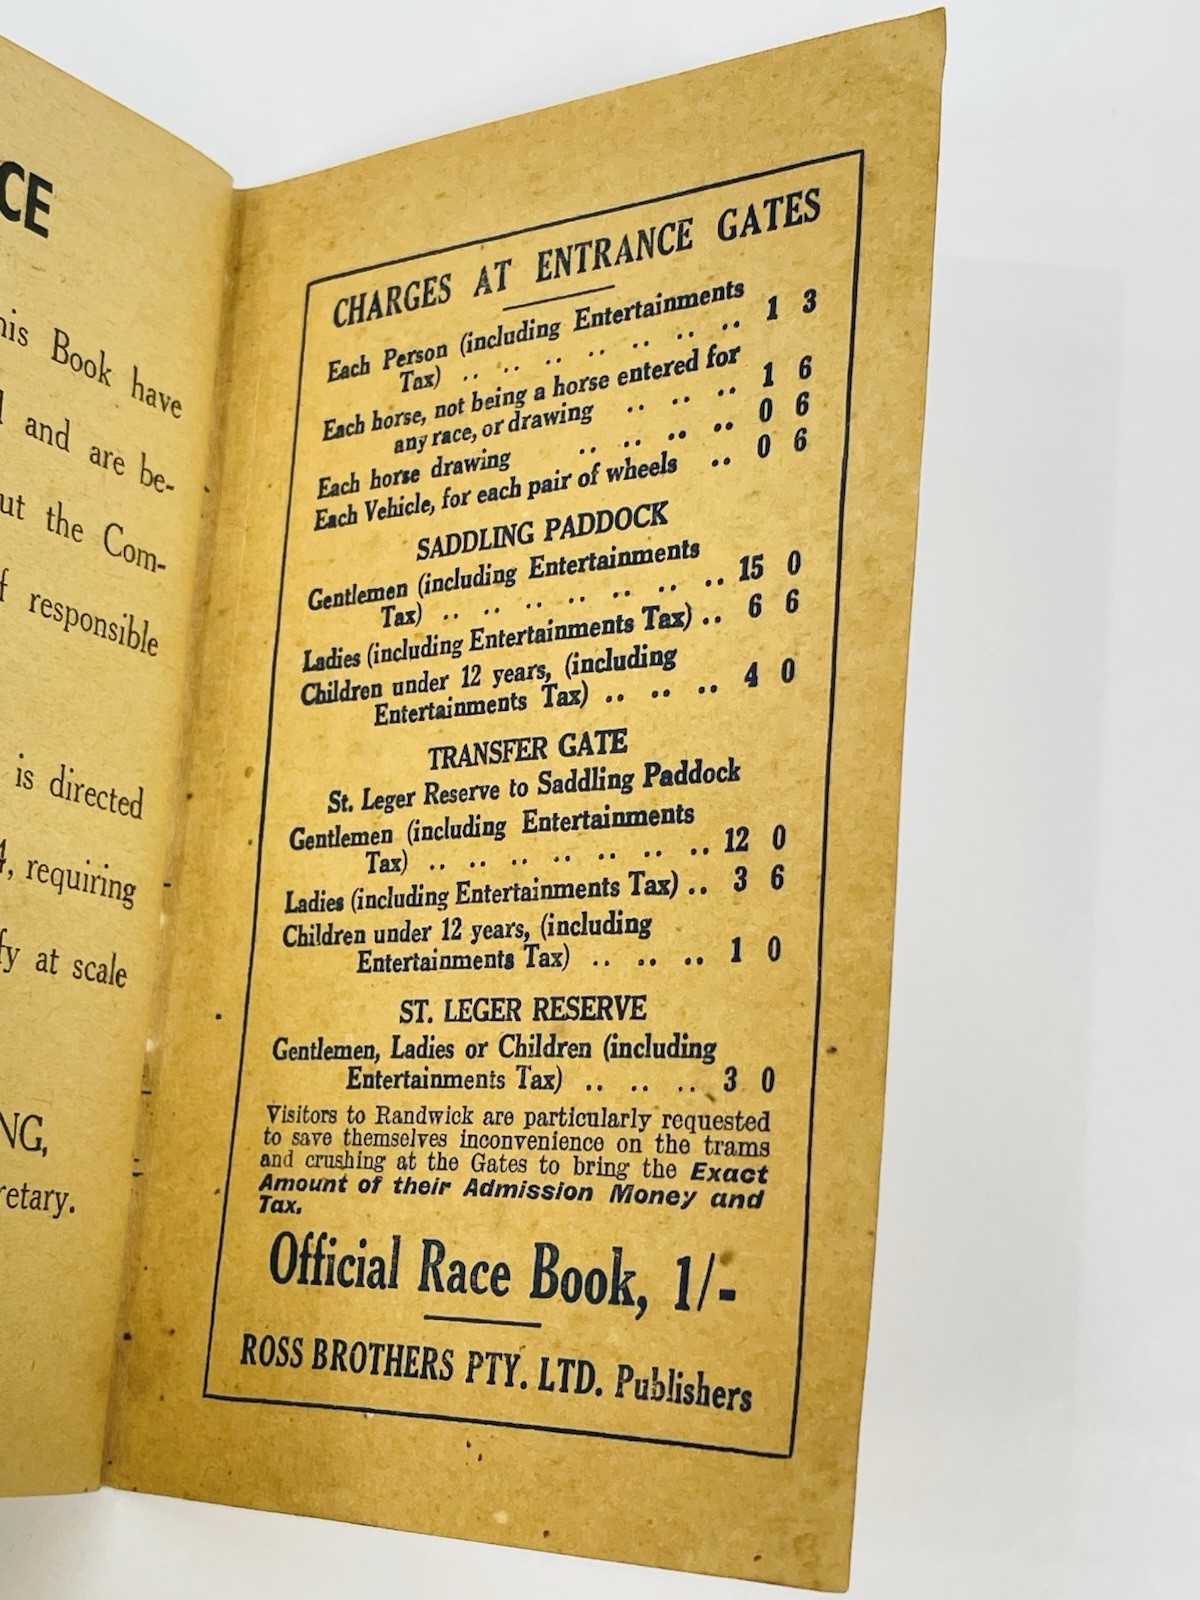 CE
his Book have
and are be-
ut the Com-
f responsible
is directed
4, requiring
fy at scale
NG,
retary.
CHARGES AT ENTRANCE GATES
Each Person (including Entertainments
Tax) .. .. .. .. .. .. .. 1 3
Each horse, not being a horse entered for
any race, or drawing .. .. .. 1 6
Each horse drawing .. .. .. .. 0 6
Each Vehicle, for each pair of wheels .. 0 6
SADDLING PADDOCK
Gentlemen (including Entertainments
Tax) .. .. .. .. .. .. .. 15 0
Ladies (including Entertainments Tax) .. 6 6
Children under 12 years, (including
Entertainments Tax) .. .. .. 4 0
TRANSFER GATE
St. Leger Reserve to Saddling Paddock
Gentlemen (including Entertainments
Tax) .. .. .. .. .. .. .. 12 0
Ladies (including Entertainments Tax) .. 3 6
Children under 12 years, (including
Entertainments Tax) .. .. .. 1 0
ST. LEGER RESERVE
Gentlemen, Ladies or Children (including
Entertainments Tax) .. .. .. 3 0
Visitors to Randwick are particularly requested
to save themselves inconvenience on the trams
and crushing at the Gates to bring the Exact
Amount of their Admission Money and
Tax.
Official Race Book, 1/-
ROSS BROTHERS PTY. LTD. Publishers